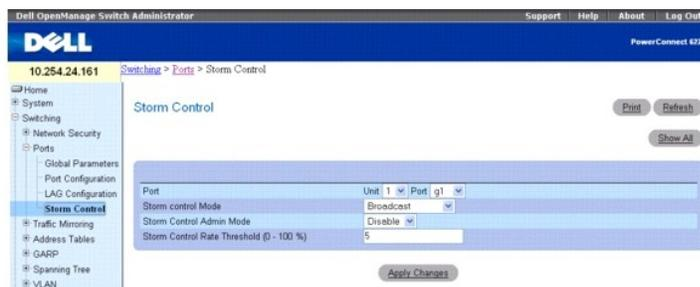 Dell OpenManage Switch Administrator
Support Help About Log Out
DELL
PowerConnect 622
10.254.24.161
Switching > Ports > Storm Control
Home
System
Switching
Network Security
Ports
Global Parameters
Port Configuration
LAG Configuration
Storm Control
Traffic Mirroring
Address Tables
GARP
Spanning Tree
VLAN
Storm Control
Print Refresh
Show All
Port Unit 1 Port g1
Storm control Mode Broadcast
Storm Control Admin Mode Disable
Storm Control Rate Threshold (0 - 100 %) 5
Apply Changes